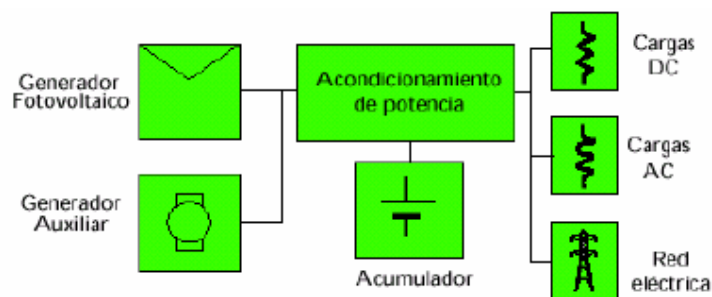 Generador
Fotovoltaico
Acondicionamiento
de potencia
Cargas
DC
Cargas
AC
Generador
Auxiliar
Acumulador
Red
eléctrica